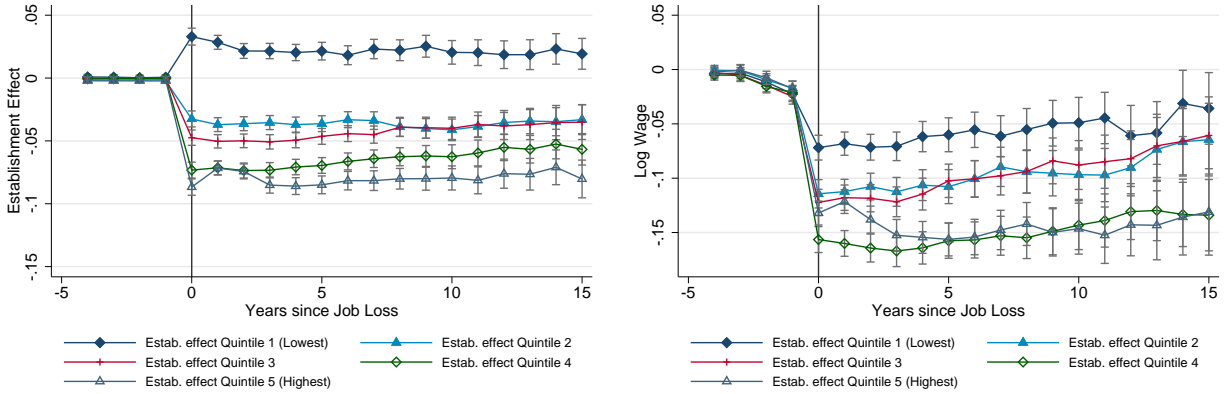 .05
0
-.05
-.1
-.15
Establishment Effect
-5
0
5
10
15
Years since Job Loss
Estab. effect Quintile 1 (Lowest)
Estab. effect Quintile 2
Estab. effect Quintile 3
Estab. effect Quintile 4
Estab. effect Quintile 5 (Highest)
.05
0
-.05
-.1
-.15
Log Wage
-5
0
5
10
15
Years since Job Loss
Estab. effect Quintile 1 (Lowest)
Estab. effect Quintile 2
Estab. effect Quintile 3
Estab. effect Quintile 4
Estab. effect Quintile 5 (Highest)